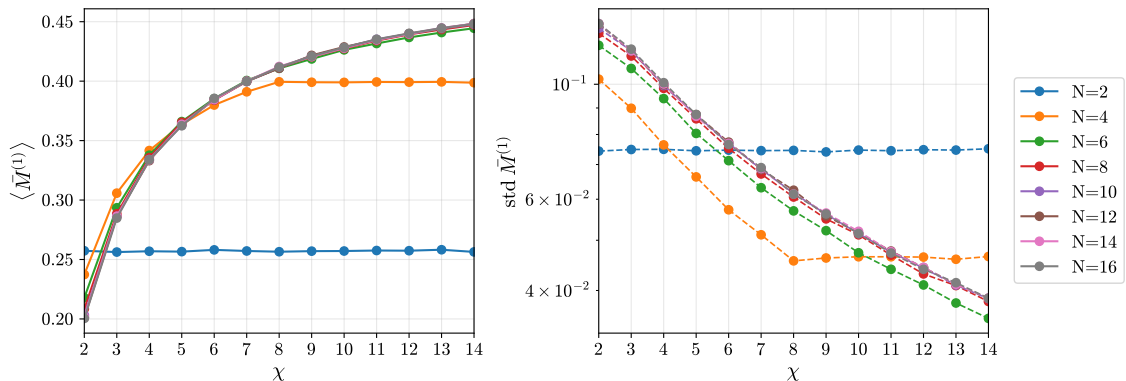 0.45
0.40
0.35
0.30
0.25
0.20
⟨M̄⁽¹⁾⟩
2 3 4 5 6 7 8 9 10 11 12 13 14
χ
10⁻¹
6 × 10⁻²
4 × 10⁻²
std M⁽¹⁾
2 3 4 5 6 7 8 9 10 11 12 13 14
χ
N=2
N=4
N=6
N=8
N=10
N=12
N=14
N=16